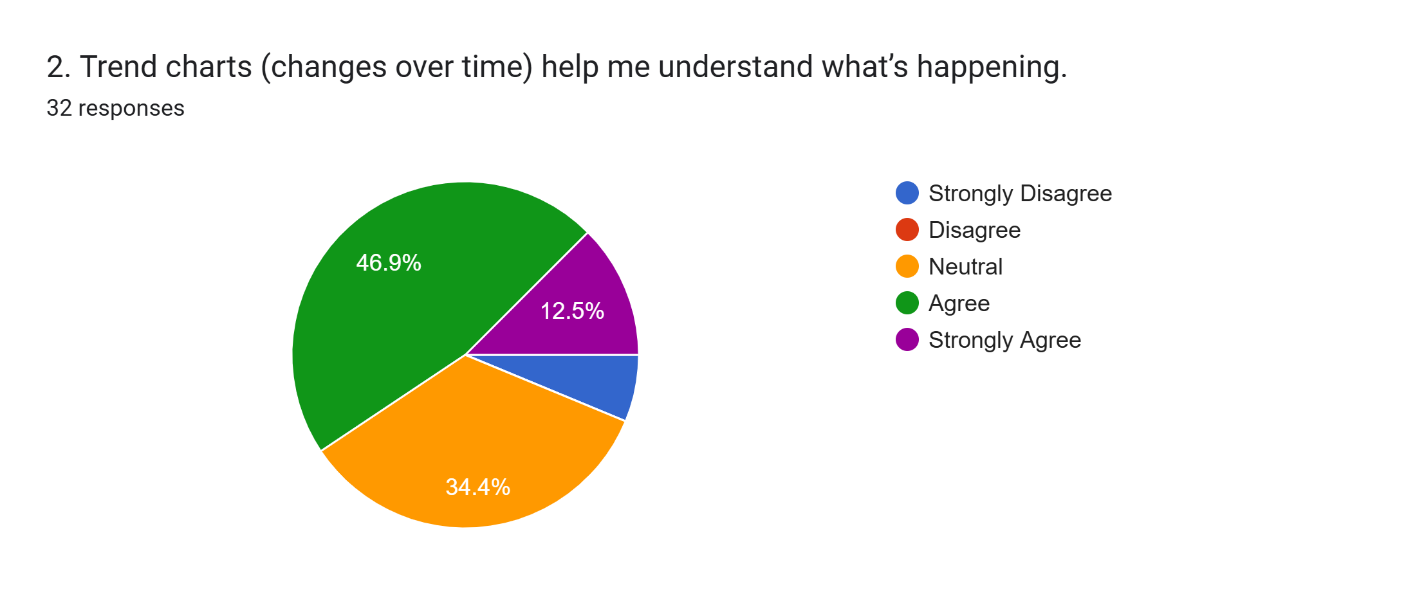 2. Trend charts (changes over time) help me understand what’s happening.
32 responses
46.9%
12.5%
34.4%
Strongly Disagree
Disagree
Neutral
Agree
Strongly Agree